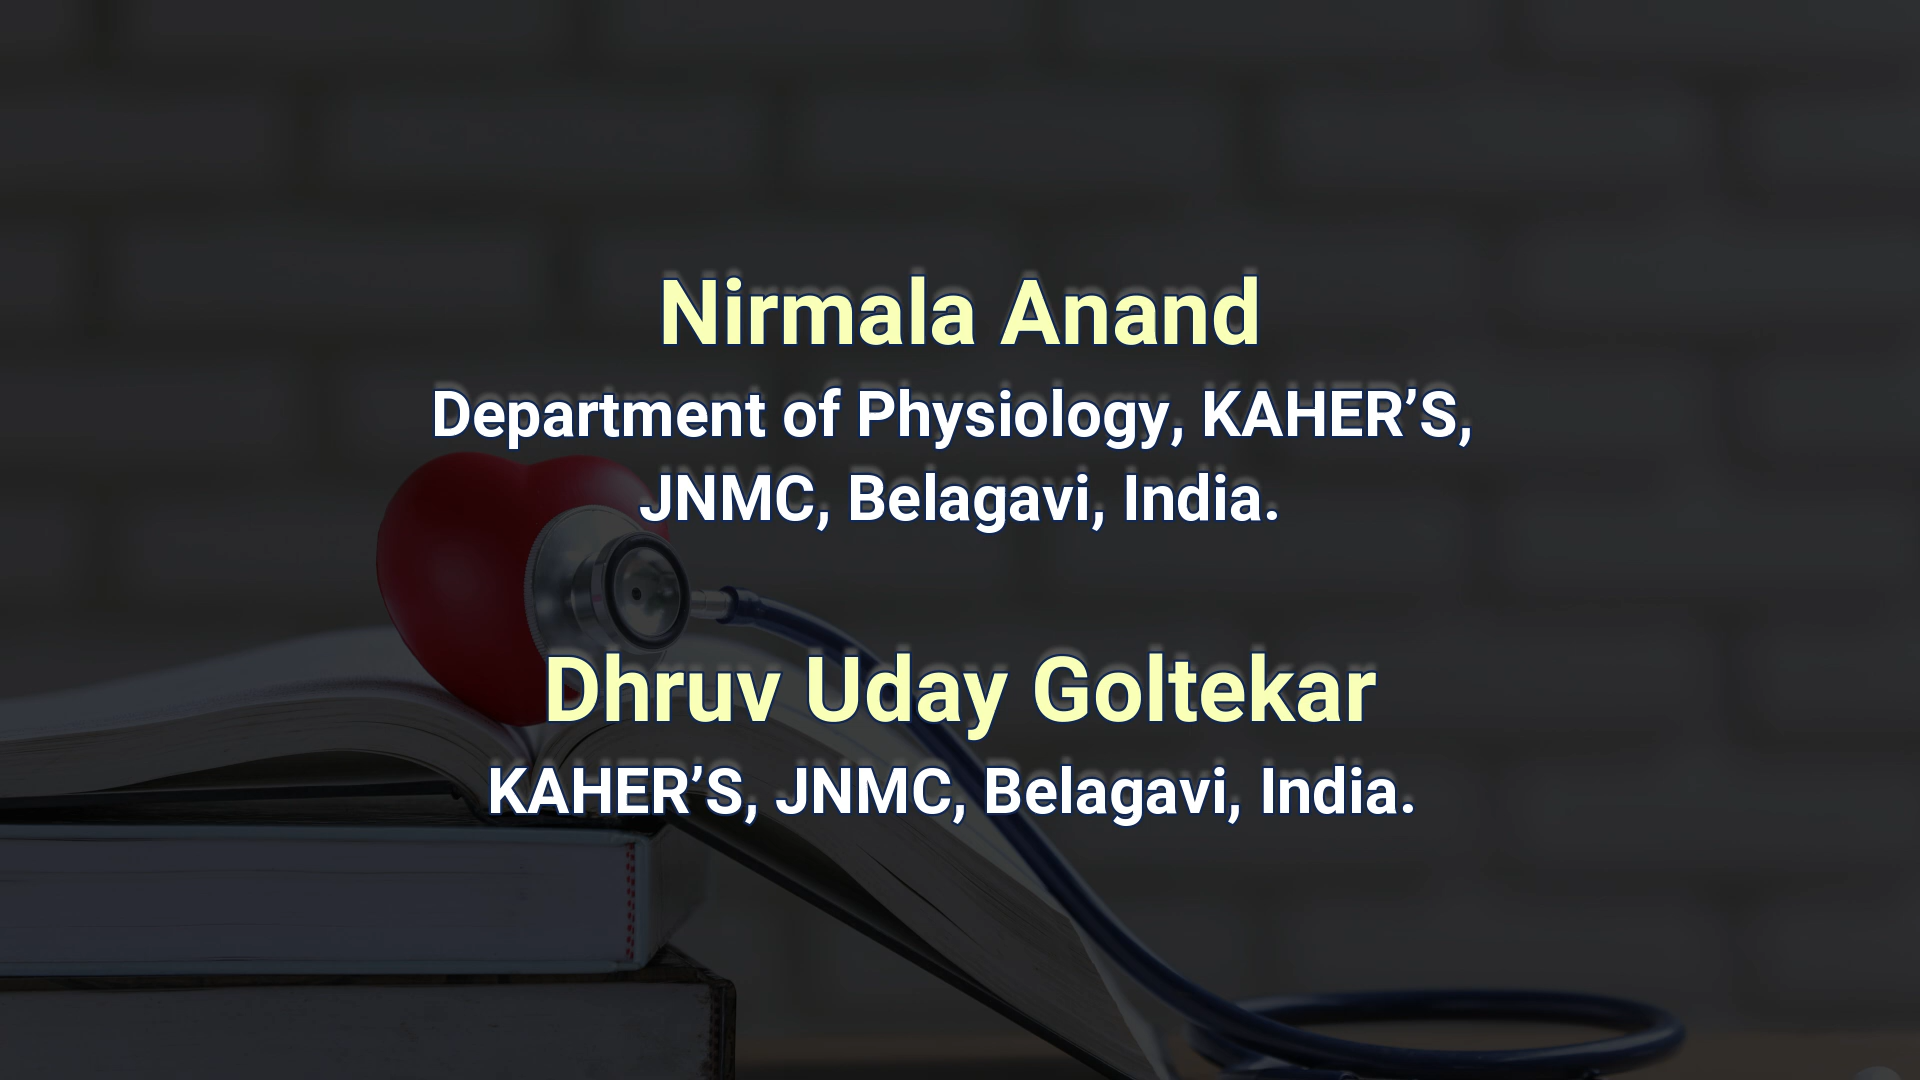 Nirmala Anand
Department of Physiology, KAHER’S,
JNMC, Belagavi, India.
Dhruv Uday Goltekar
KAHER’S, JNMC, Belagavi, India.